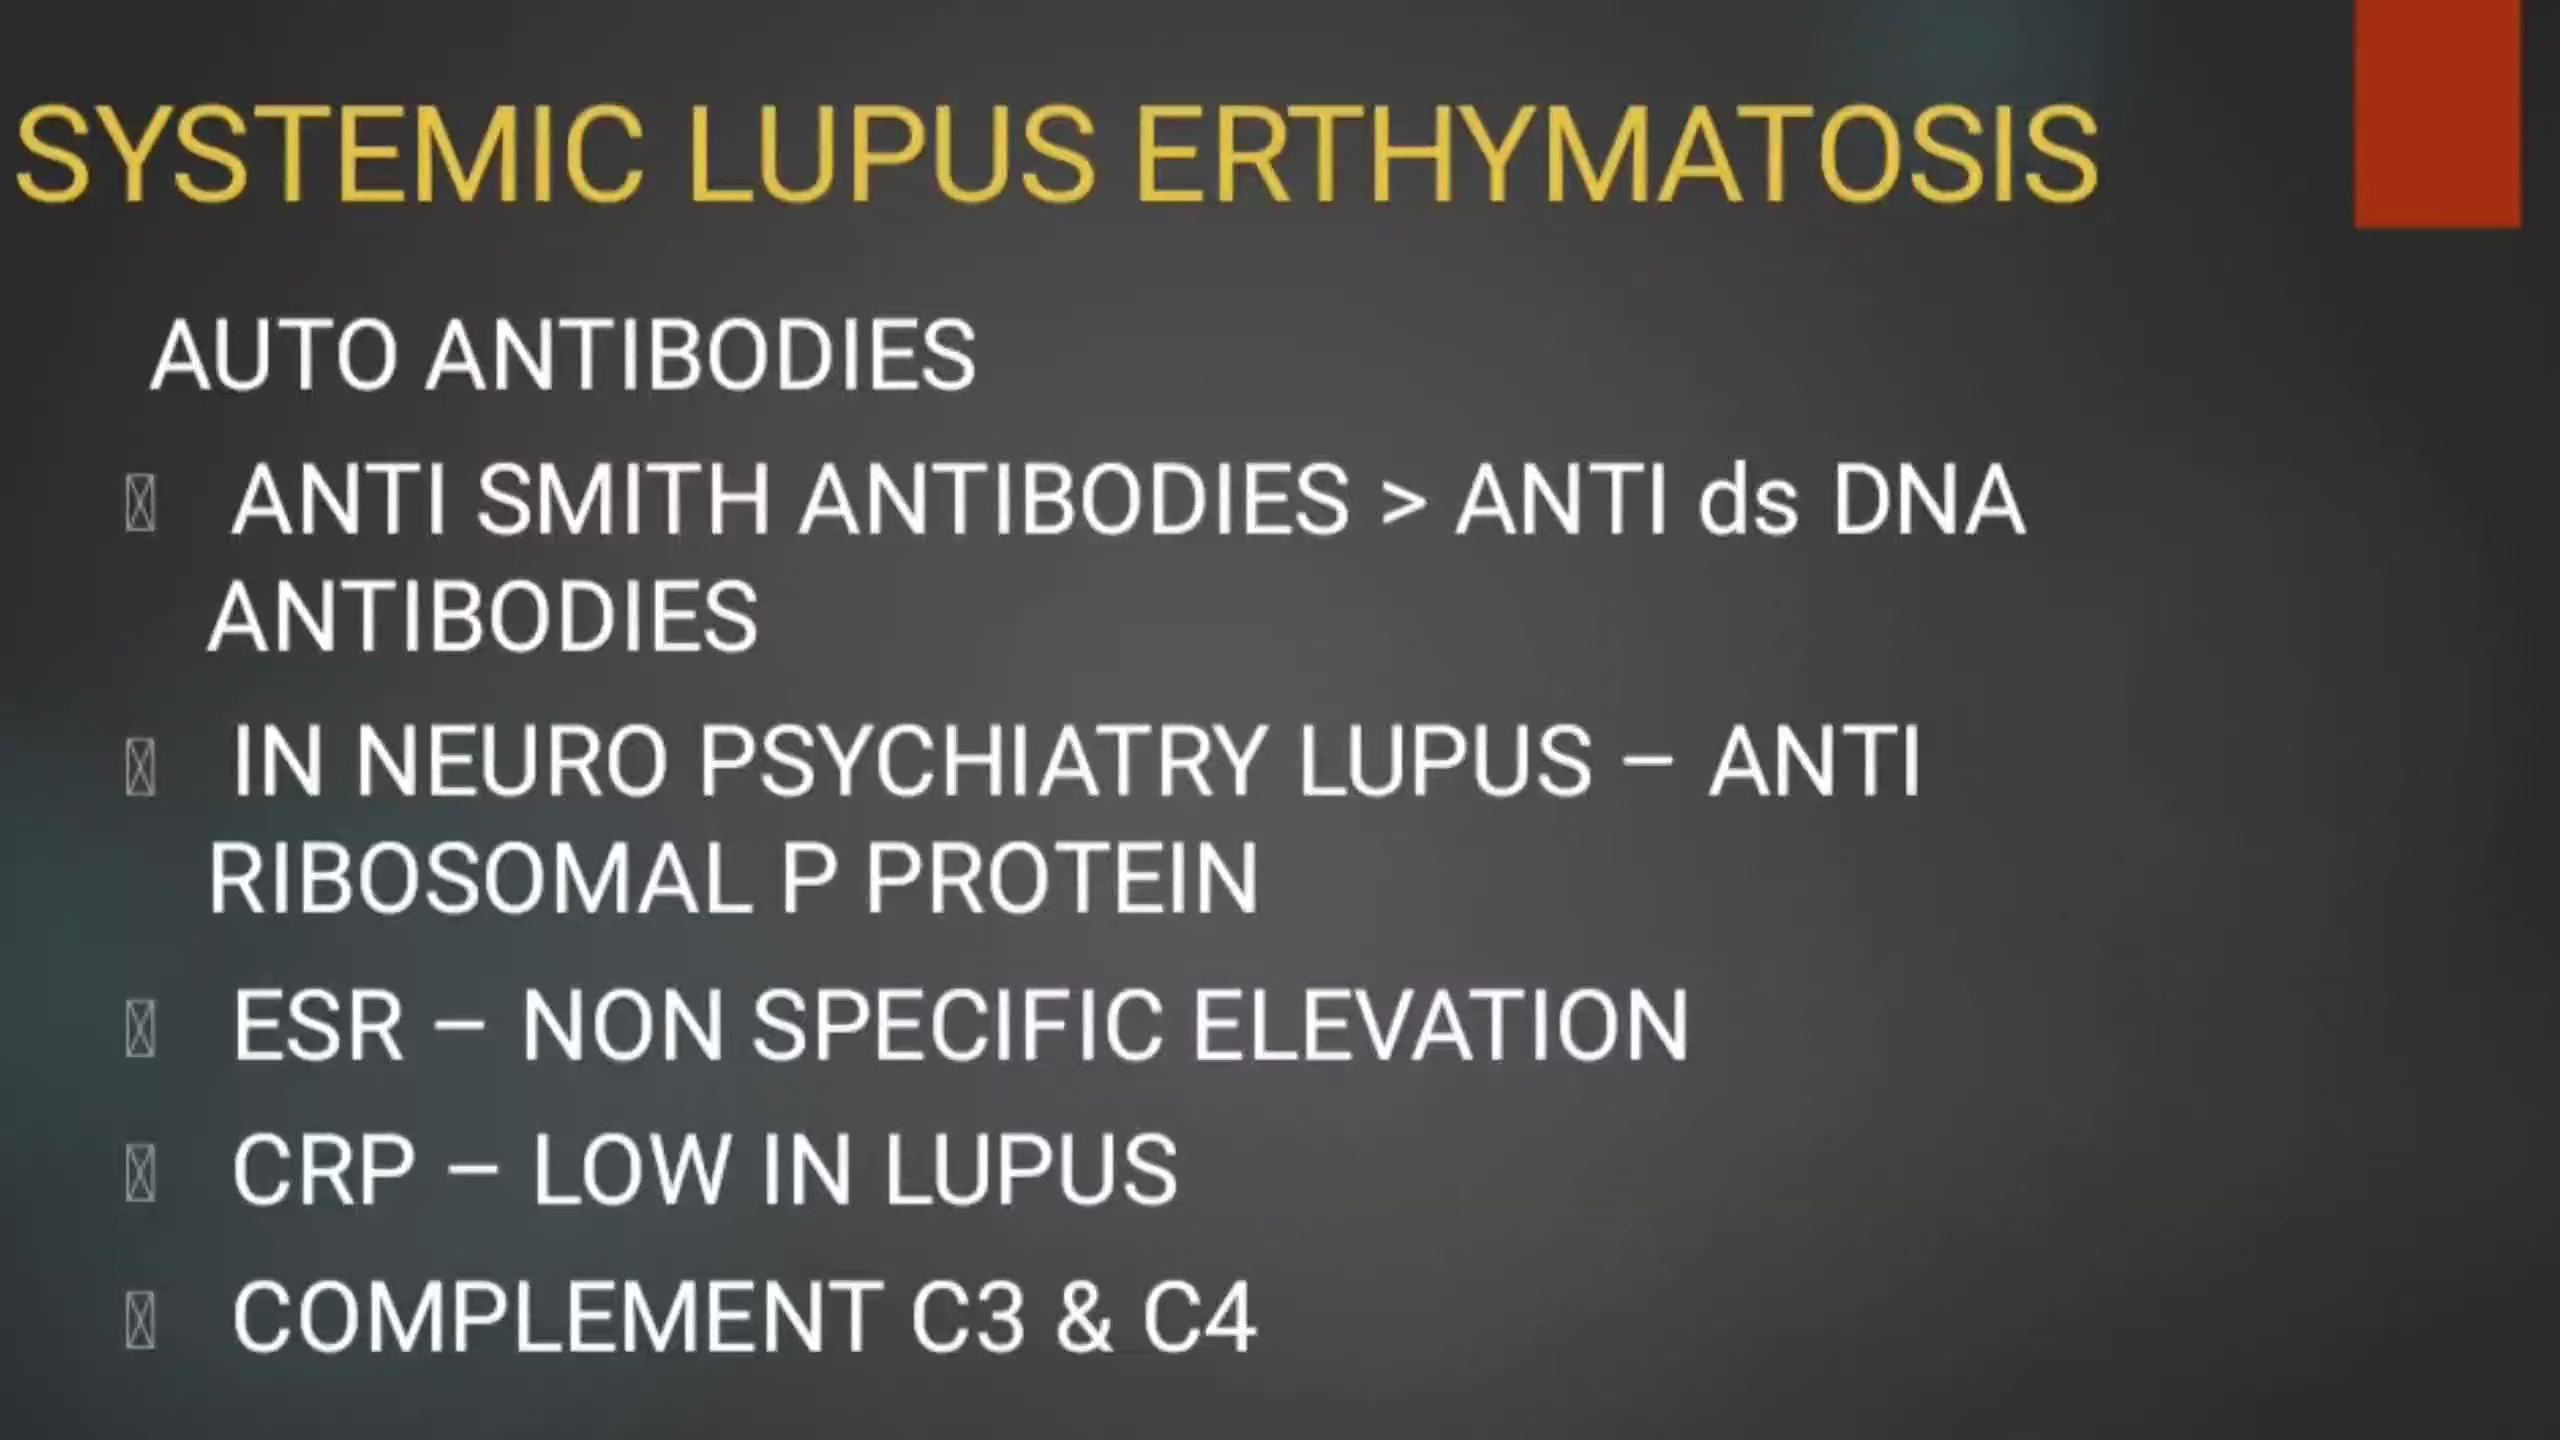 SYSTEMIC LUPUS ERTHYMATOSIS
AUTO ANTIBODIES
ANTI SMITH ANTIBODIES > ANTI ds DNA
ANTIBODIES
IN NEURO PSYCHIATRY LUPUS – ANTI
RIBOSOMAL P PROTEIN
ESR – NON SPECIFIC ELEVATION
CRP – LOW IN LUPUS
COMPLEMENT C3 & C4